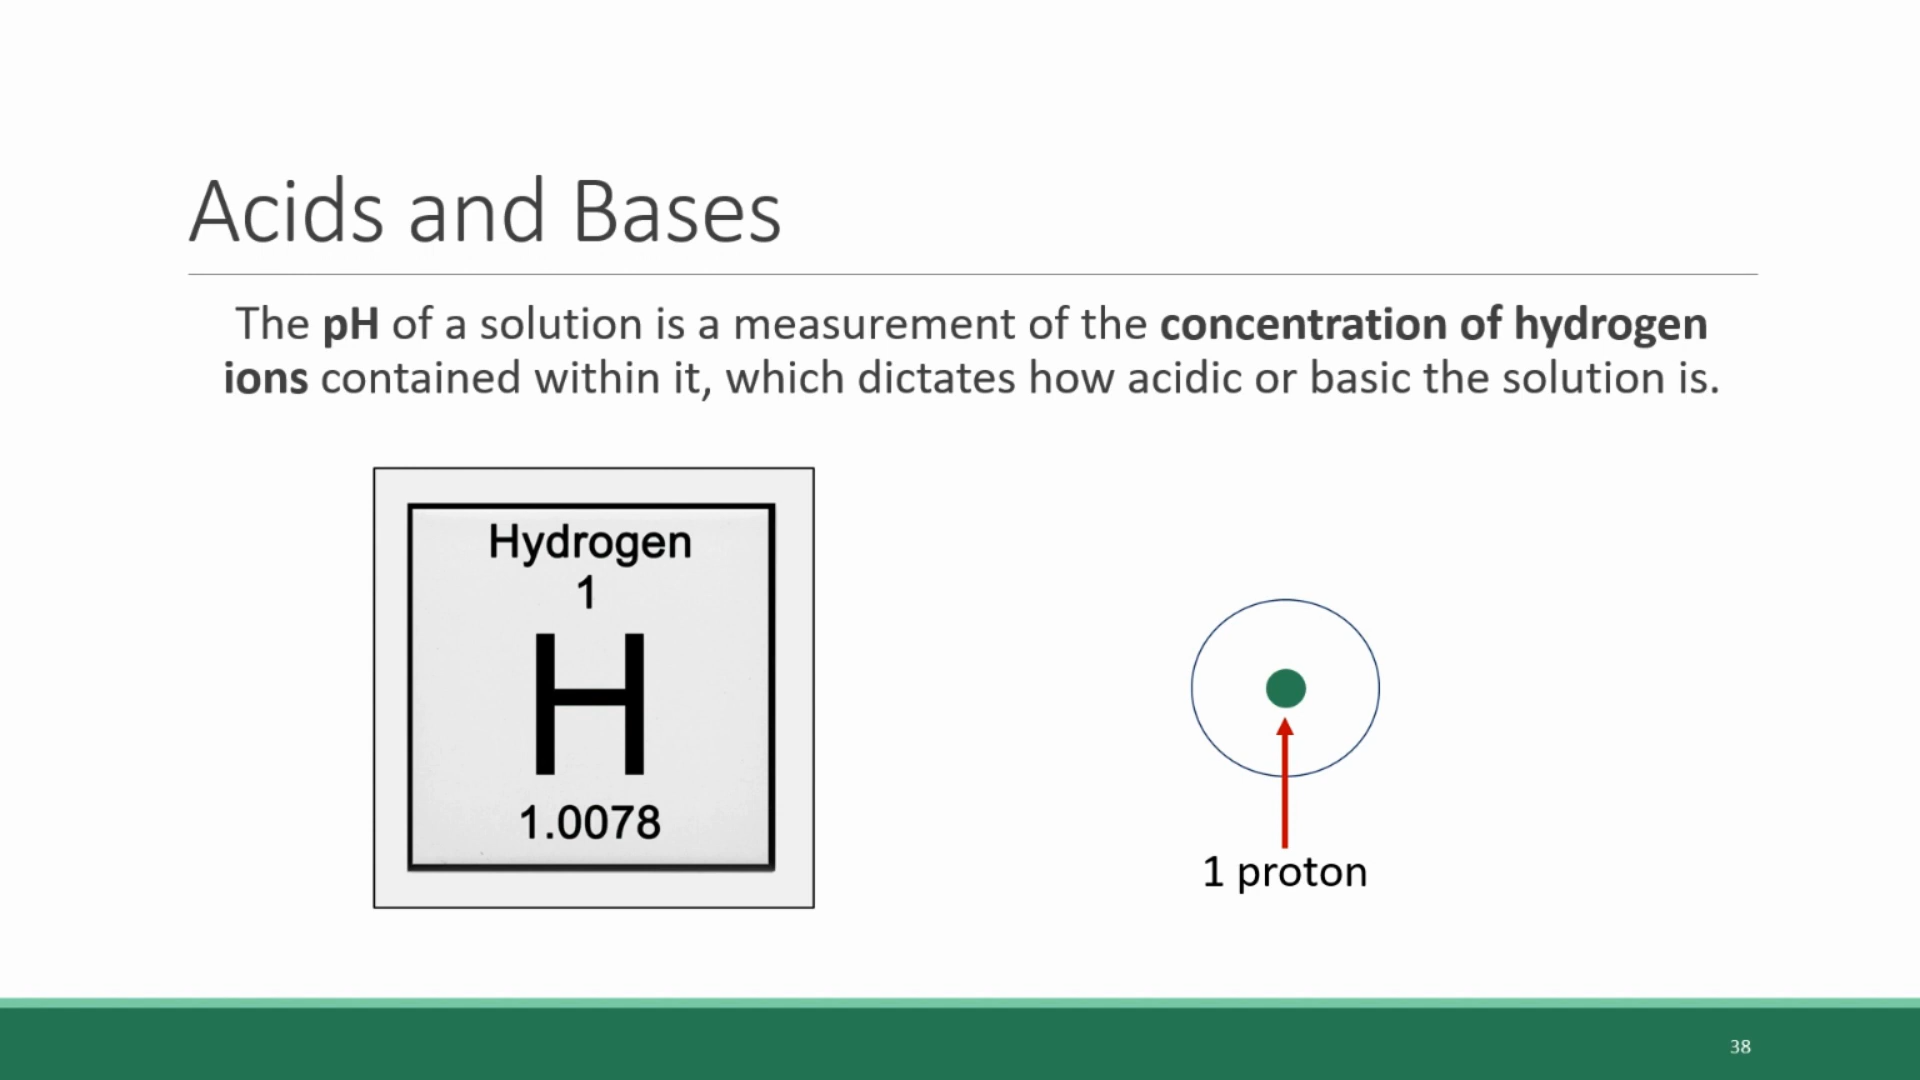 Acids and Bases
The pH of a solution is a measurement of the concentration of hydrogen
ions contained within it, which dictates how acidic or basic the solution is.
Hydrogen
1
H
1.0078
1 proton
38